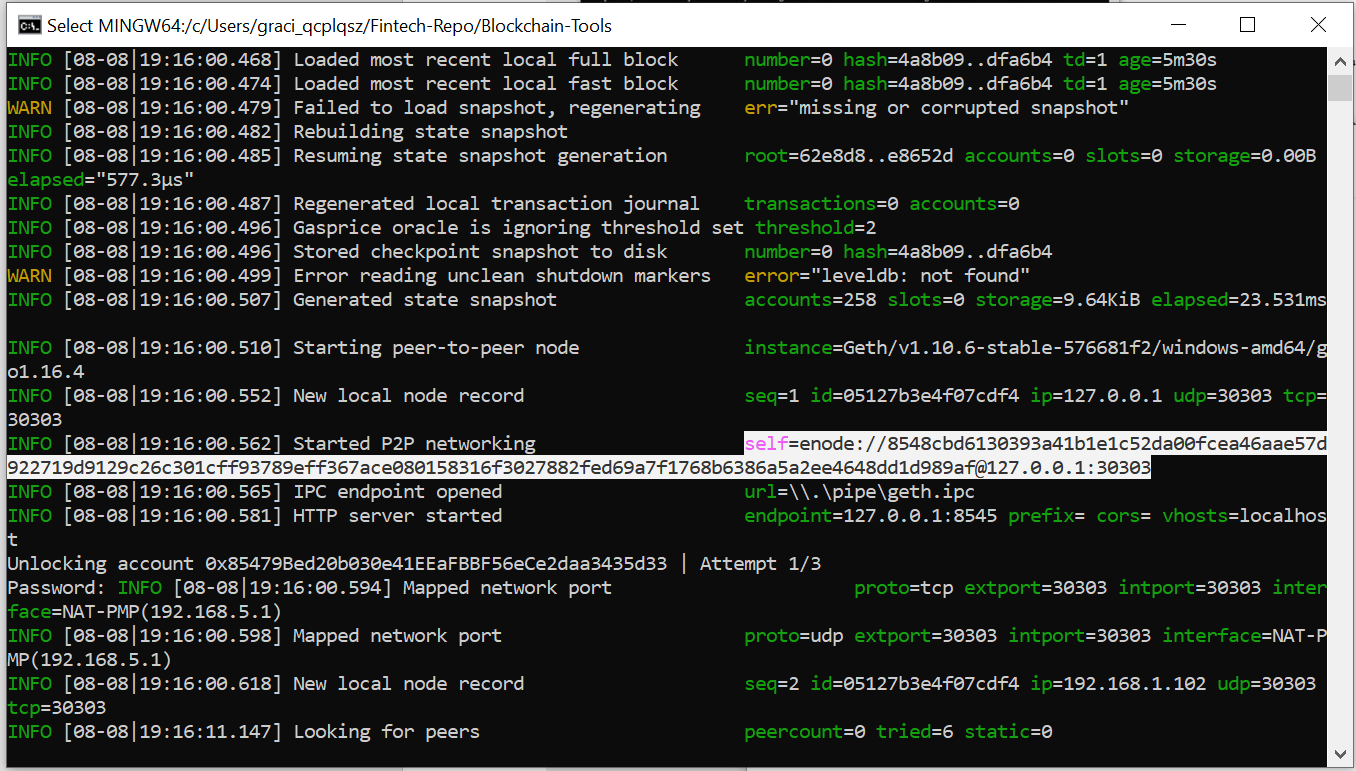 Select MINGW64:/c/Users/graci_qcplqsz/Fintech-Repo/Blockchain-Tools
INFO [08-08|19:16:00.468] Loaded most recent local full block number=0 hash=4a8b09..dfa6b4 td=1 age=5m30s
INFO [08-08|19:16:00.474] Loaded most recent local fast block number=0 hash=4a8b09..dfa6b4 td=1 age=5m30s
WARN [08-08|19:16:00.479] Failed to load snapshot, regenerating err="missing or corrupted snapshot"
INFO [08-08|19:16:00.482] Rebuilding state snapshot
INFO [08-08|19:16:00.485] Resuming state snapshot generation root=62e8d8..e8652d accounts=0 slots=0 storage=0.00B
elapsed="577.3µs"
INFO [08-08|19:16:00.487] Regenerated local transaction journal transactions=0 accounts=0
INFO [08-08|19:16:00.496] Gasprice oracle is ignoring threshold set threshold=2
INFO [08-08|19:16:00.496] Stored checkpoint snapshot to disk number=0 hash=4a8b09..dfa6b4
WARN [08-08|19:16:00.499] Error reading unclean shutdown markers error="leveldb: not found"
INFO [08-08|19:16:00.507] Generated state snapshot accounts=258 slots=0 storage=9.64KiB elapsed=23.531ms
INFO [08-08|19:16:00.510] Starting peer-to-peer node instance=Geth/v1.10.6-stable-576681f2/windows-amd64/g
o1.16.4
INFO [08-08|19:16:00.552] New local node record seq=1 id=05127b3e4f07cdf4 ip=127.0.0.1 udp=30303 tcp=
30303
INFO [08-08|19:16:00.562] Started P2P networking self=enode://8548cbd6130393a41b1e1c52da00fcea46aae57d
922719d9129c26c301cff93789eff367ace080158316f3027882fed69a7f1768b6386a5a2ee4648dd1d989af@127.0.0.1:30303
INFO [08-08|19:16:00.565] IPC endpoint opened url=\\.\pipe\geth.ipc
INFO [08-08|19:16:00.581] HTTP server started endpoint=127.0.0.1:8545 prefix= cors= vhosts=localhos
t
Unlocking account 0x85479Bed20b030e41EEaFBBF56eCe2daa3435d33 | Attempt 1/3
Password: INFO [08-08|19:16:00.594] Mapped network port proto=tcp extport=30303 intport=30303 inter
face=NAT-PMP(192.168.5.1)
INFO [08-08|19:16:00.598] Mapped network port proto=udp extport=30303 intport=30303 interface=NAT-P
MP(192.168.5.1)
INFO [08-08|19:16:00.618] New local node record seq=2 id=05127b3e4f07cdf4 ip=192.168.1.102 udp=30303
tcp=30303
INFO [08-08|19:16:11.147] Looking for peers peercount=0 tried=6 static=0